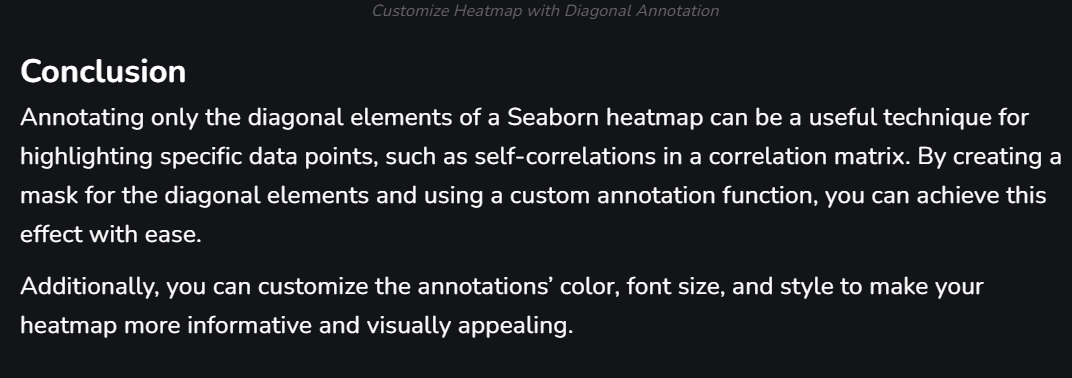 Customize Heatmap with Diagonal Annotation
Conclusion
Annotating only the diagonal elements of a Seaborn heatmap can be a useful technique for
highlighting specific data points, such as self-correlations in a correlation matrix. By creating a
mask for the diagonal elements and using a custom annotation function, you can achieve this
effect with ease.
Additionally, you can customize the annotations’ color, font size, and style to make your
heatmap more informative and visually appealing.